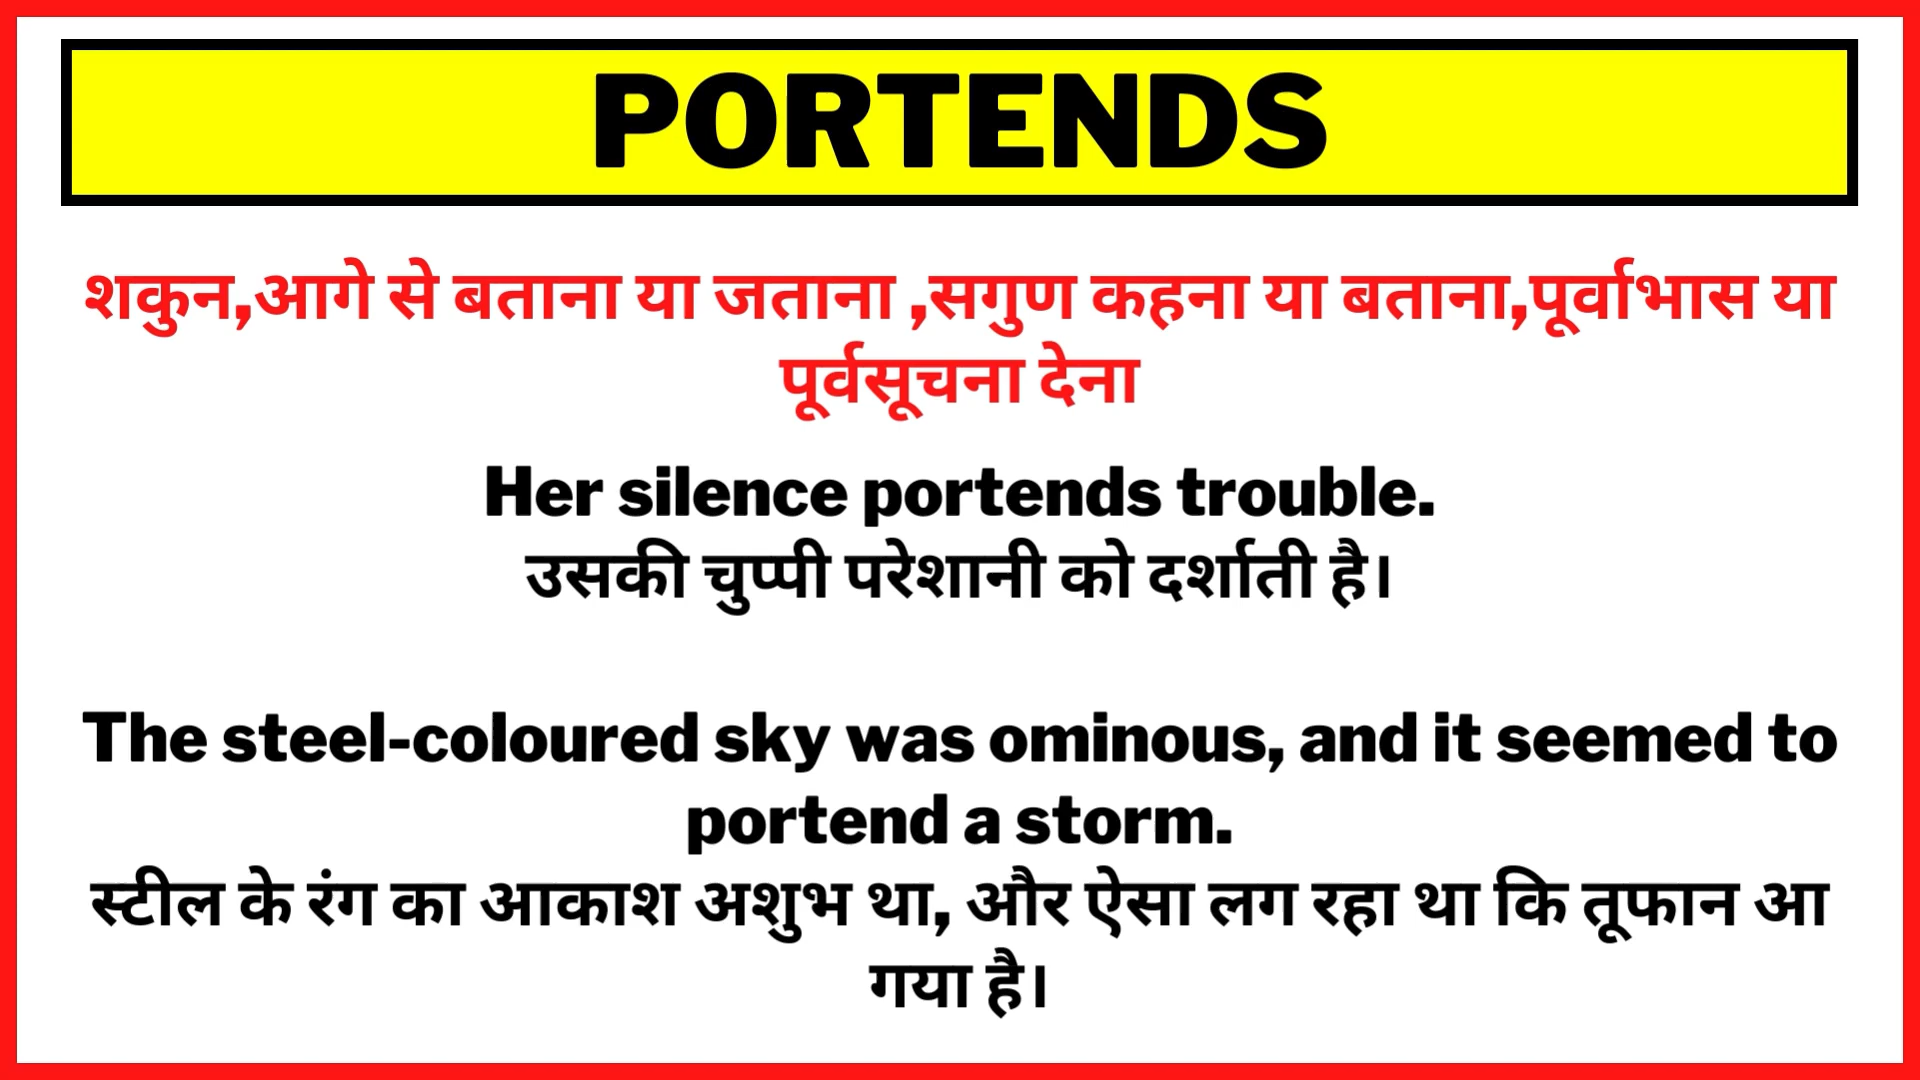 PORTENDS
शकुन,आगे से बताना या जताना ,सगुण कहना या बताना,पूर्वाभास या
पूर्वसूचना देना
Her silence portends trouble.
उसकी चुप्पी परेशानी को दर्शाती है।
The steel-coloured sky was ominous, and it seemed to
portend a storm.
स्टील के रंग का आकाश अशुभ था, और ऐसा लग रहा था कि तूफान आ
गया है।